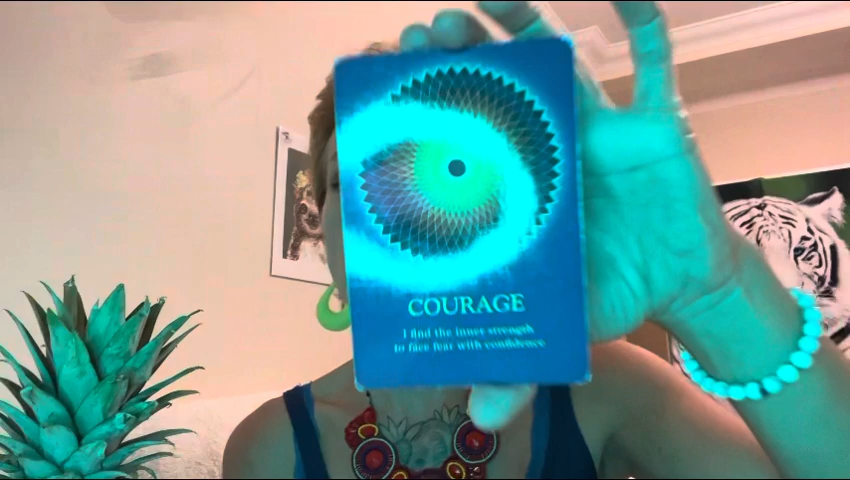 COURAGE
I find the inner strength
to face fear with confidence